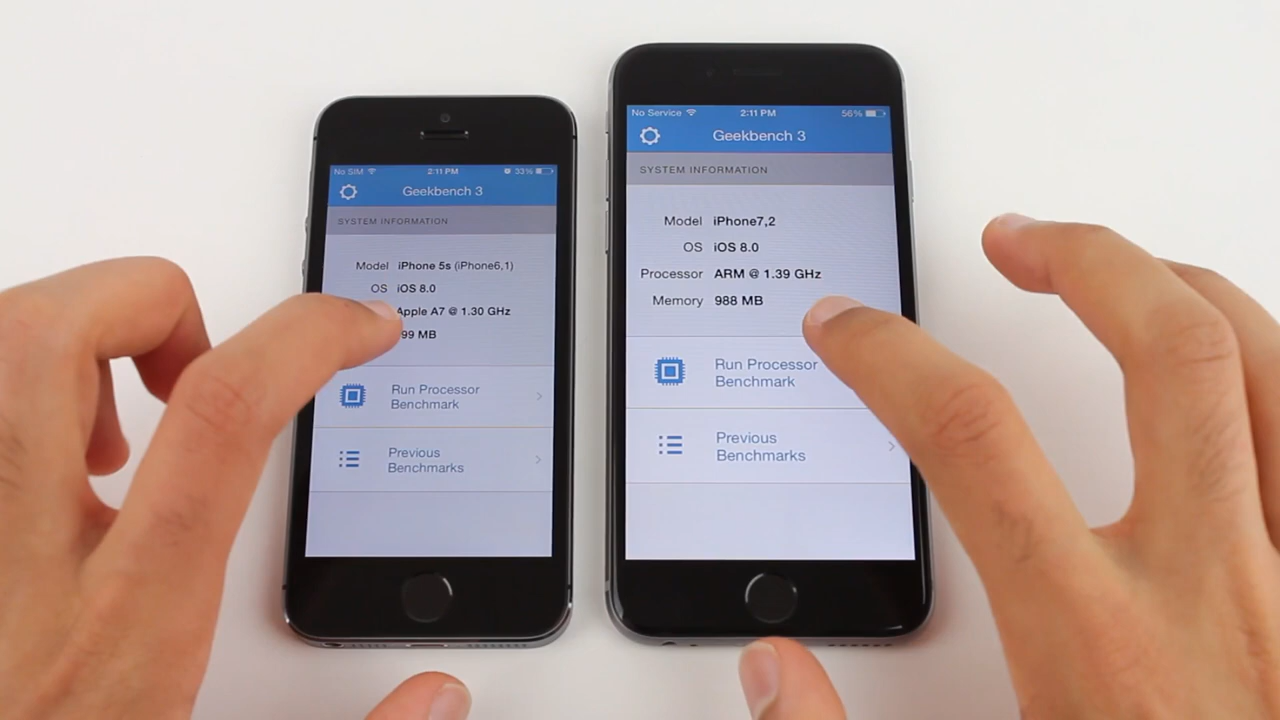 No SIM 2:11 PM 33%
Geekbench 3
SYSTEM INFORMATION
Model iPhone 5s (iPhone6,1)
OS iOS 8.0
Apple A7 @ 1.30 GHz
99 MB
Run Processor
Benchmark
Previous
Benchmarks
No Service 2:11 PM 56%
Geekbench 3
SYSTEM INFORMATION
Model iPhone7,2
OS iOS 8.0
Processor ARM @ 1.39 GHz
Memory 988 MB
Run Processor
Benchmark
Previous
Benchmarks